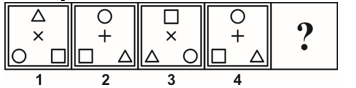 × + × + ?
1 2 3 4